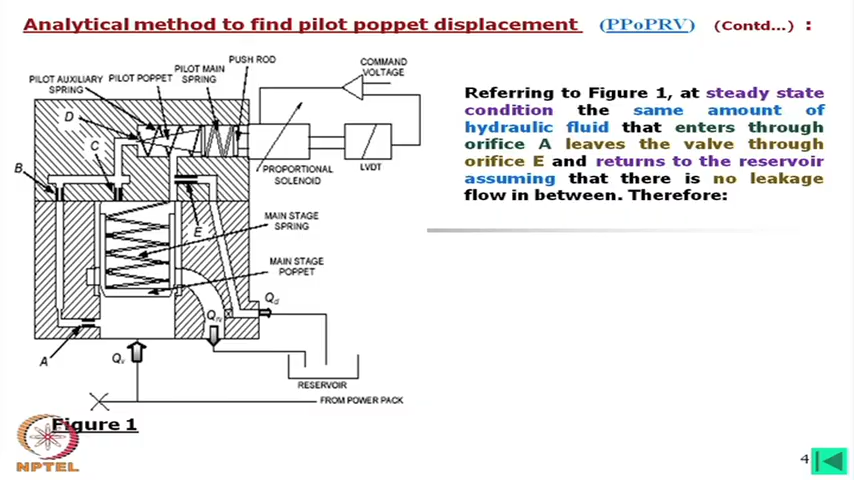 Analytical method to find pilot poppet displacement (PPoPRV) (Contd...) :
PUSH ROD
PILOT MAIN
SPRING
PILOT POPPET
PILOT AUXILIARY
SPRING
COMMAND
VOLTAGE
D
C
B
E
PROPORTIONAL
SOLENOID
LVDT
MAIN STAGE
SPRING
MAIN STAGE
POPPET
Qd
A
Qv
RESERVOIR
FROM POWER PACK
Figure 1
Referring to Figure 1, at steady state
condition the same amount of
hydraulic fluid that enters through
orifice A leaves the valve through
orifice E and returns to the reservoir
assuming that there is no leakage
flow in between. Therefore:
NPTEL
4